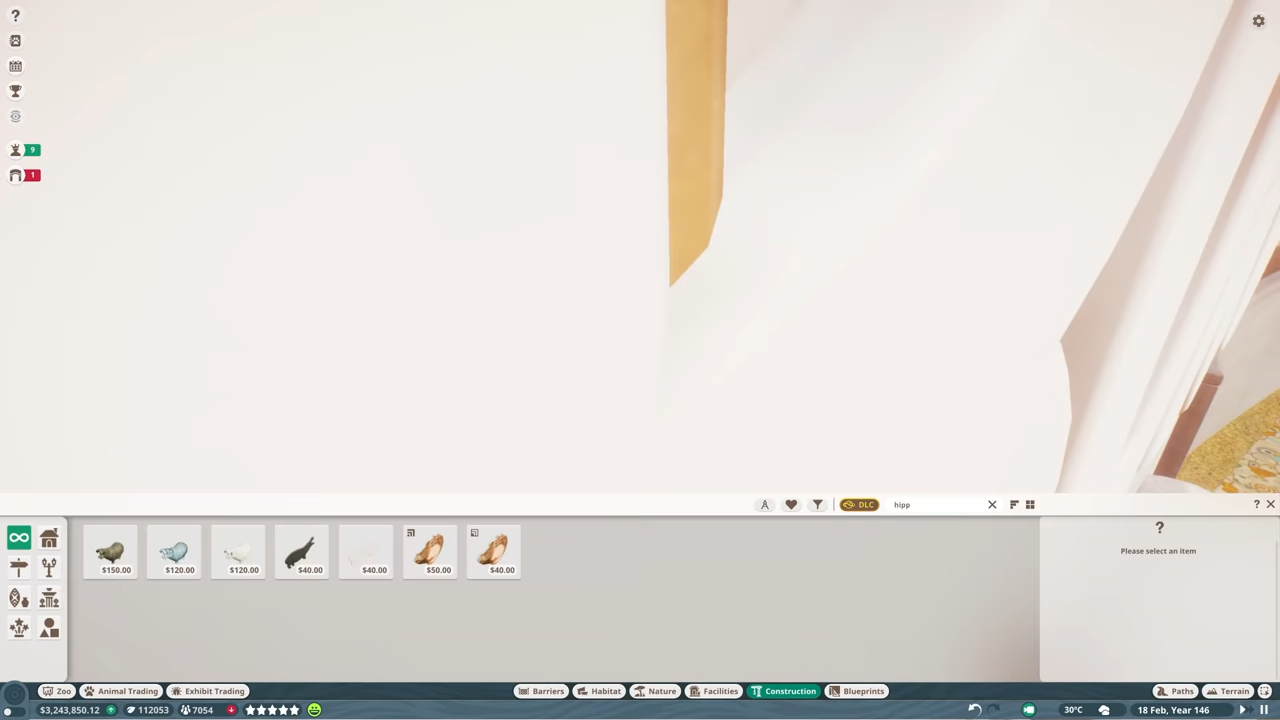 ?
9
1
DLC
hipp
?
$150.00
$120.00
$120.00
$40.00
$40.00
$50.00
$40.00
?
Please select an item
Zoo
Animal Trading
Exhibit Trading
Barriers
Habitat
Nature
Facilities
Construction
Blueprints
Paths
Terrain
$3,243,850.12
112053
7054
30°C
18 Feb, Year 146